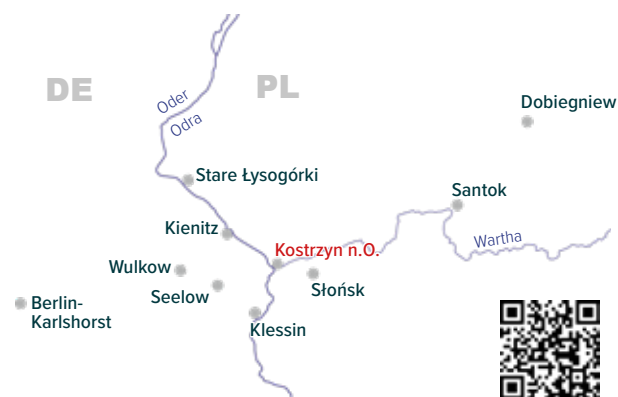 DE
PL
Dobiegniew
Oder
Odra
Stare Łysogórki
Santok
Kienitz
Wartha
Kostrzyn n.O.
Wulkow
Słońsk
Seelow
Berlin-
Karlshorst
Klessin